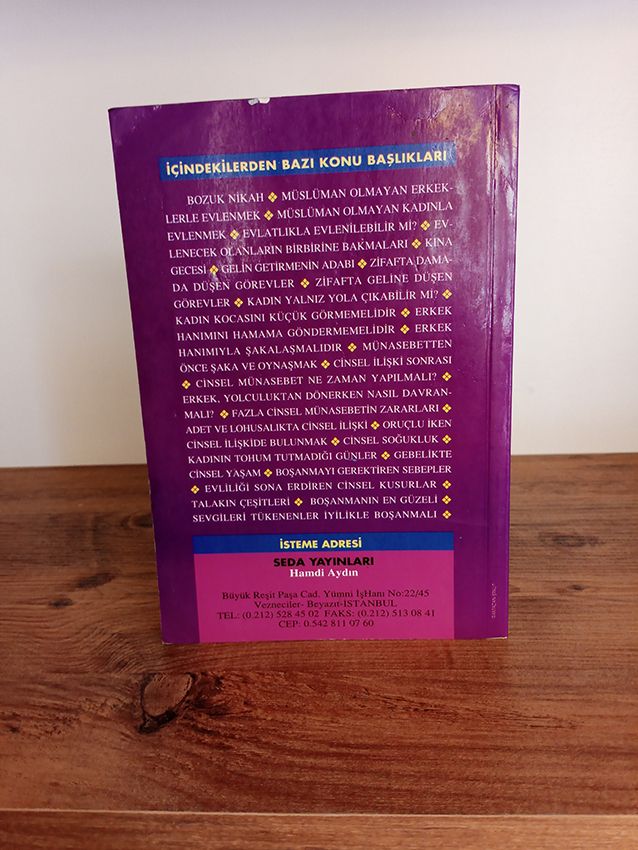 İÇİNDEKİLERDEN BAZI KONU BAŞLIKLARI
BOZUK NİKAH ❖ MÜSLÜMAN OLMAYAN ERKEK-
LERLE EVLENMEK ❖ MÜSLÜMAN OLMAYAN KADINLA
EVLENMEK ❖ EVLATLIKLA EVLENİLEBİLİR Mİ? ❖ EV-
LENECEK OLANLARIN BİRBİRİNE BAKMALARI ❖ KINA
GECESİ ❖ GELİN GETİRMENİN ADABI ❖ ZİFAFTA DAMA-
DA DÜŞEN GÖREVLER ❖ ZİFAFTA GELİNE DÜŞEN
GÖREVLER ❖ KADIN YALNIZ YOLA ÇIKABİLİR Mİ? ❖
KADIN KOCASINI KÜÇÜK GÖRMEMELİDİR ❖ ERKEK
HANIMINI HAMAMA GÖNDERMEMELİDİR ❖ ERKEK
HANIMIYLA ŞAKALAŞMALIDIR ❖ MÜNASEBETTEN
ÖNCE ŞAKA VE OYNAŞMAK ❖ CİNSEL İLİŞKİ SONRASI
❖ CİNSEL MÜNASEBET NE ZAMAN YAPILMALI? ❖
ERKEK, YOLCULUKTAN DÖNERKEN NASIL DAVRAN-
MALI? ❖ FAZLA CİNSEL MÜNASEBETİN ZARARLARI ❖
ADET VE LOHUSALIKTA CİNSEL İLİŞKİ ❖ ORUÇLU İKEN
CİNSEL İLİŞKİDE BULUNMAK ❖ CİNSEL SOĞUKLUK ❖
KADININ TOHUM TUTMADIĞI GÜNLER ❖ GEBELİKTE
CİNSEL YAŞAM ❖ BOŞANMAYI GEREKTİREN SEBEPLER
❖ EVLİLİĞİ SONA ERDİREN CİNSEL KUSURLAR ❖
TALAKIN ÇEŞİTLERİ ❖ BOŞANMANIN EN GÜZELİ ❖
SEVGİLERİ TÜKENENLER İYİLİKLE BOŞANMALI ❖
İSTEME ADRESİ
SEDA YAYINLARI
Hamdi Aydın
Büyük Reşit Paşa Cad. Yümni İşHanı No:22/45
Vezneciler- Beyazıt-İSTANBUL
TEL: (0.212) 528 45 02 FAKS: (0.212) 513 08 41
CEP: 0.542 811 07 60